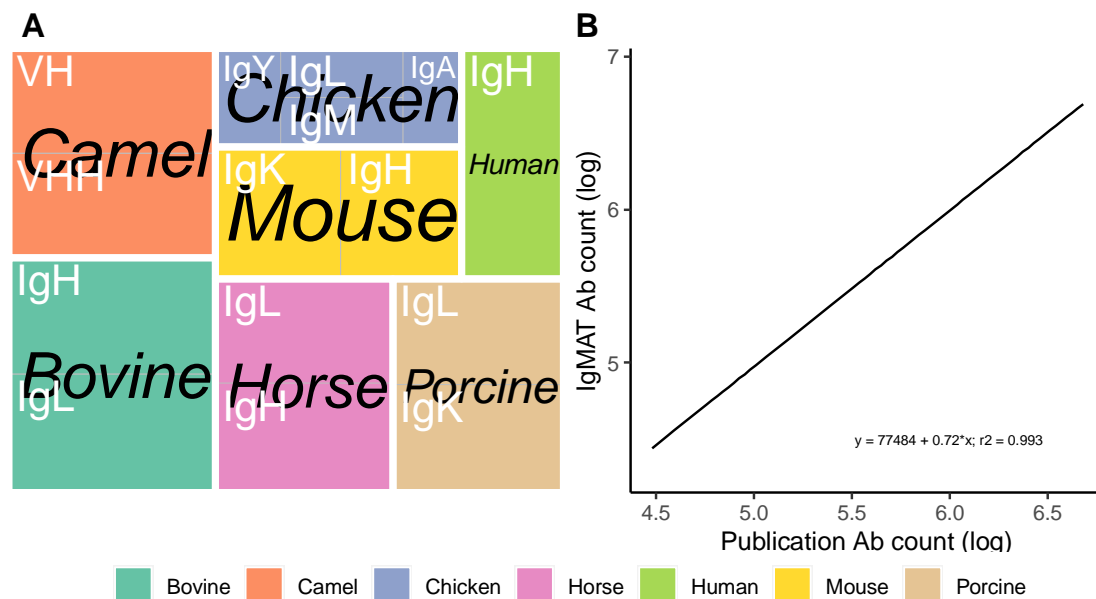 A
VH
Camel
VHH
IgY
IgL
IgA
Chicken
IgM
IgH
Human
IgK
IgH
Mouse
IgH
Bovine
IgL
IgL
Horse
IgH
IgL
Porcine
IgK
B
7
6
5
IgMAT Ab count (log)
y = 77484 + 0.72*x; r2 = 0.993
4.5 5.0 5.5 6.0 6.5
Publication Ab count (log)
Bovine Camel Chicken Horse Human Mouse Porcine